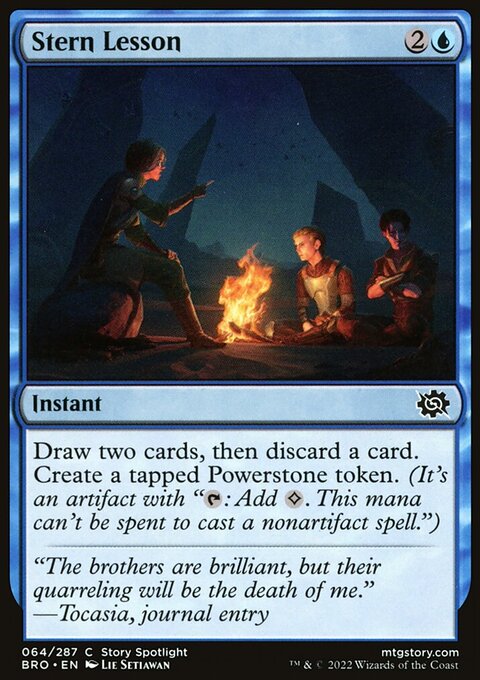 Stern Lesson 2
Instant
Draw two cards, then discard a card.
Create a tapped Powerstone token. (It's
an artifact with “: Add . This mana
can't be spent to cast a nonartifact spell.”)
“The brothers are brilliant, but their
quarreling will be the death of me.”
—Tocasia, journal entry
064/287 C Story Spotlight mtgstory.com
BRO • EN Lie Setiawan ™ & © 2022 Wizards of the Coast